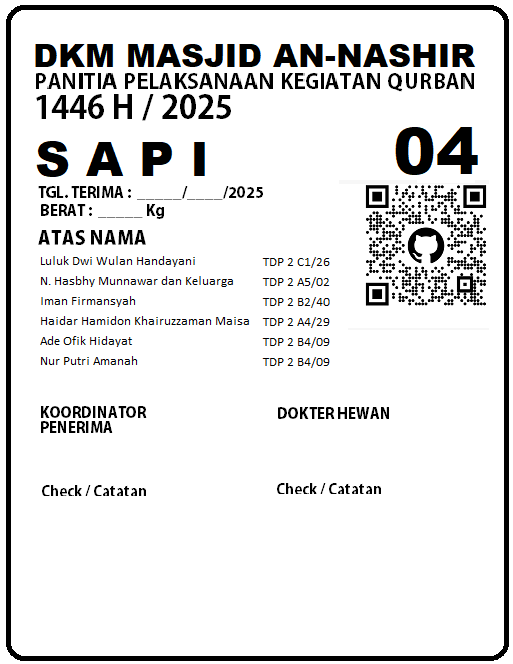 DKM MASJID AN-NASHIR
PANITIA PELAKSANAAN KEGIATAN QURBAN
1446 H / 2025
S A P I 04
TGL. TERIMA : _____/____/2025
BERAT : _____ Kg
ATAS NAMA
Luluk Dwi Wulan Handayani TDP 2 C1/26
N. Hasbhy Munnawar dan Keluarga TDP 2 A5/02
Iman Firmansyah TDP 2 B2/40
Haidar Hamidon Khairuzzaman Maisa TDP 2 A4/29
Ade Ofik Hidayat TDP 2 B4/09
Nur Putri Amanah TDP 2 B4/09
KOORDINATOR PENERIMA
DOKTER HEWAN
Check / Catatan
Check / Catatan